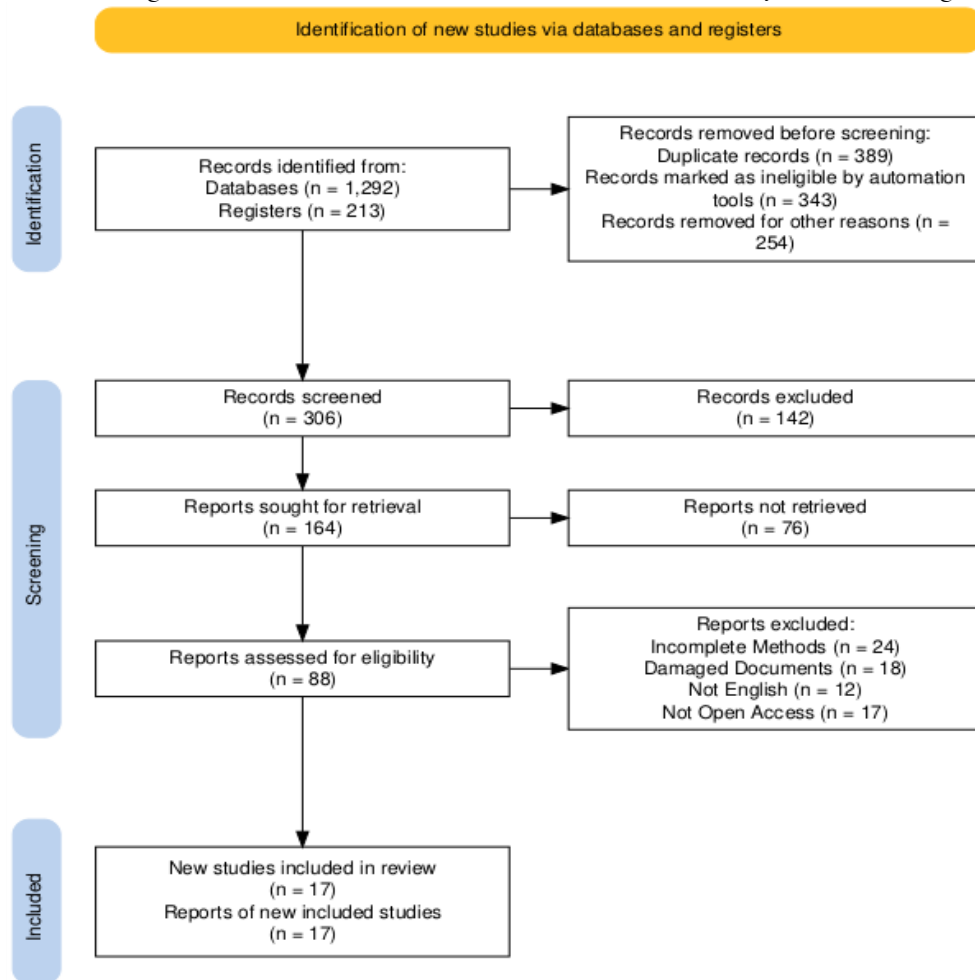 Identification of new studies via databases and registers
Identification
Records identified from:
Databases (n = 1,292)
Registers (n = 213)
Records removed before screening:
Duplicate records (n = 389)
Records marked as ineligible by automation
tools (n = 343)
Records removed for other reasons (n =
254)
Screening
Records screened
(n = 306)
Records excluded
(n = 142)
Reports sought for retrieval
(n = 164)
Reports not retrieved
(n = 76)
Reports assessed for eligibility
(n = 88)
Reports excluded:
Incomplete Methods (n = 24)
Damaged Documents (n = 18)
Not English (n = 12)
Not Open Access (n = 17)
Included
New studies included in review
(n = 17)
Reports of new included studies
(n = 17)